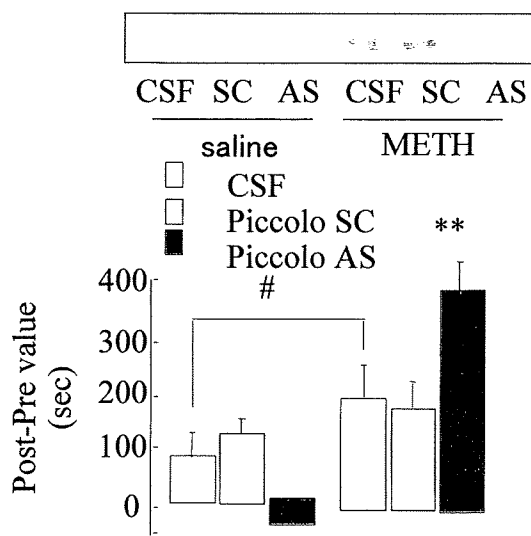 CSF SC AS CSF SC AS
saline METH
CSF
Piccolo SC
Piccolo AS
**
#
400
300
200
100
0
Post-Pre value
(sec)